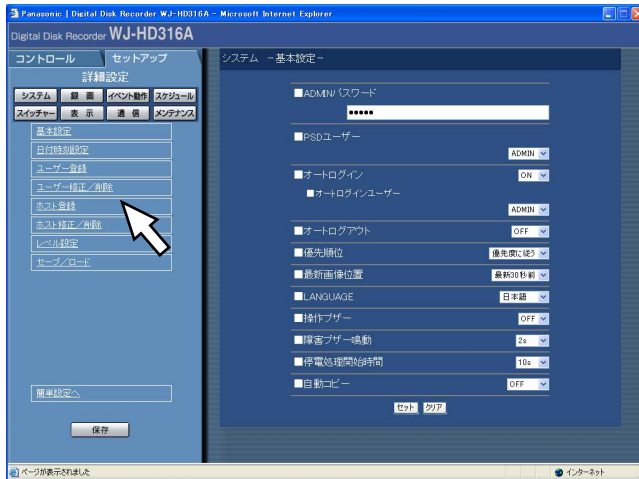 Panasonic | Digital Disk Recorder WJ-HD316A - Microsoft Internet Explorer
Digital Disk Recorder WJ-HD316A
コントロール
セットアップ
システム －基本設定－
詳細設定
システム 録 画 イベント動作 スケジュール
スイッチャー 表 示 通 信 メンテナンス
基本設定
日付時刻設定
ユーザー登録
ユーザー修正／削除
ホスト登録
ホスト修正／削除
レベル設定
セーブ／ロード
簡単設定へ
保存
■ADMINパスワード
●●●●●
■PSDユーザー
ADMIN
■オートログイン ON
■オートログインユーザー
ADMIN
■オートログアウト OFF
■優先順位 優先度に従う
■最新画像位置 最新30秒前
■LANGUAGE 日本語
■操作ブザー OFF
■障害ブザー鳴動 2s
■停電処理開始時間 10s
■自動コピー OFF
セット クリア
ページが表示されました
インターネット